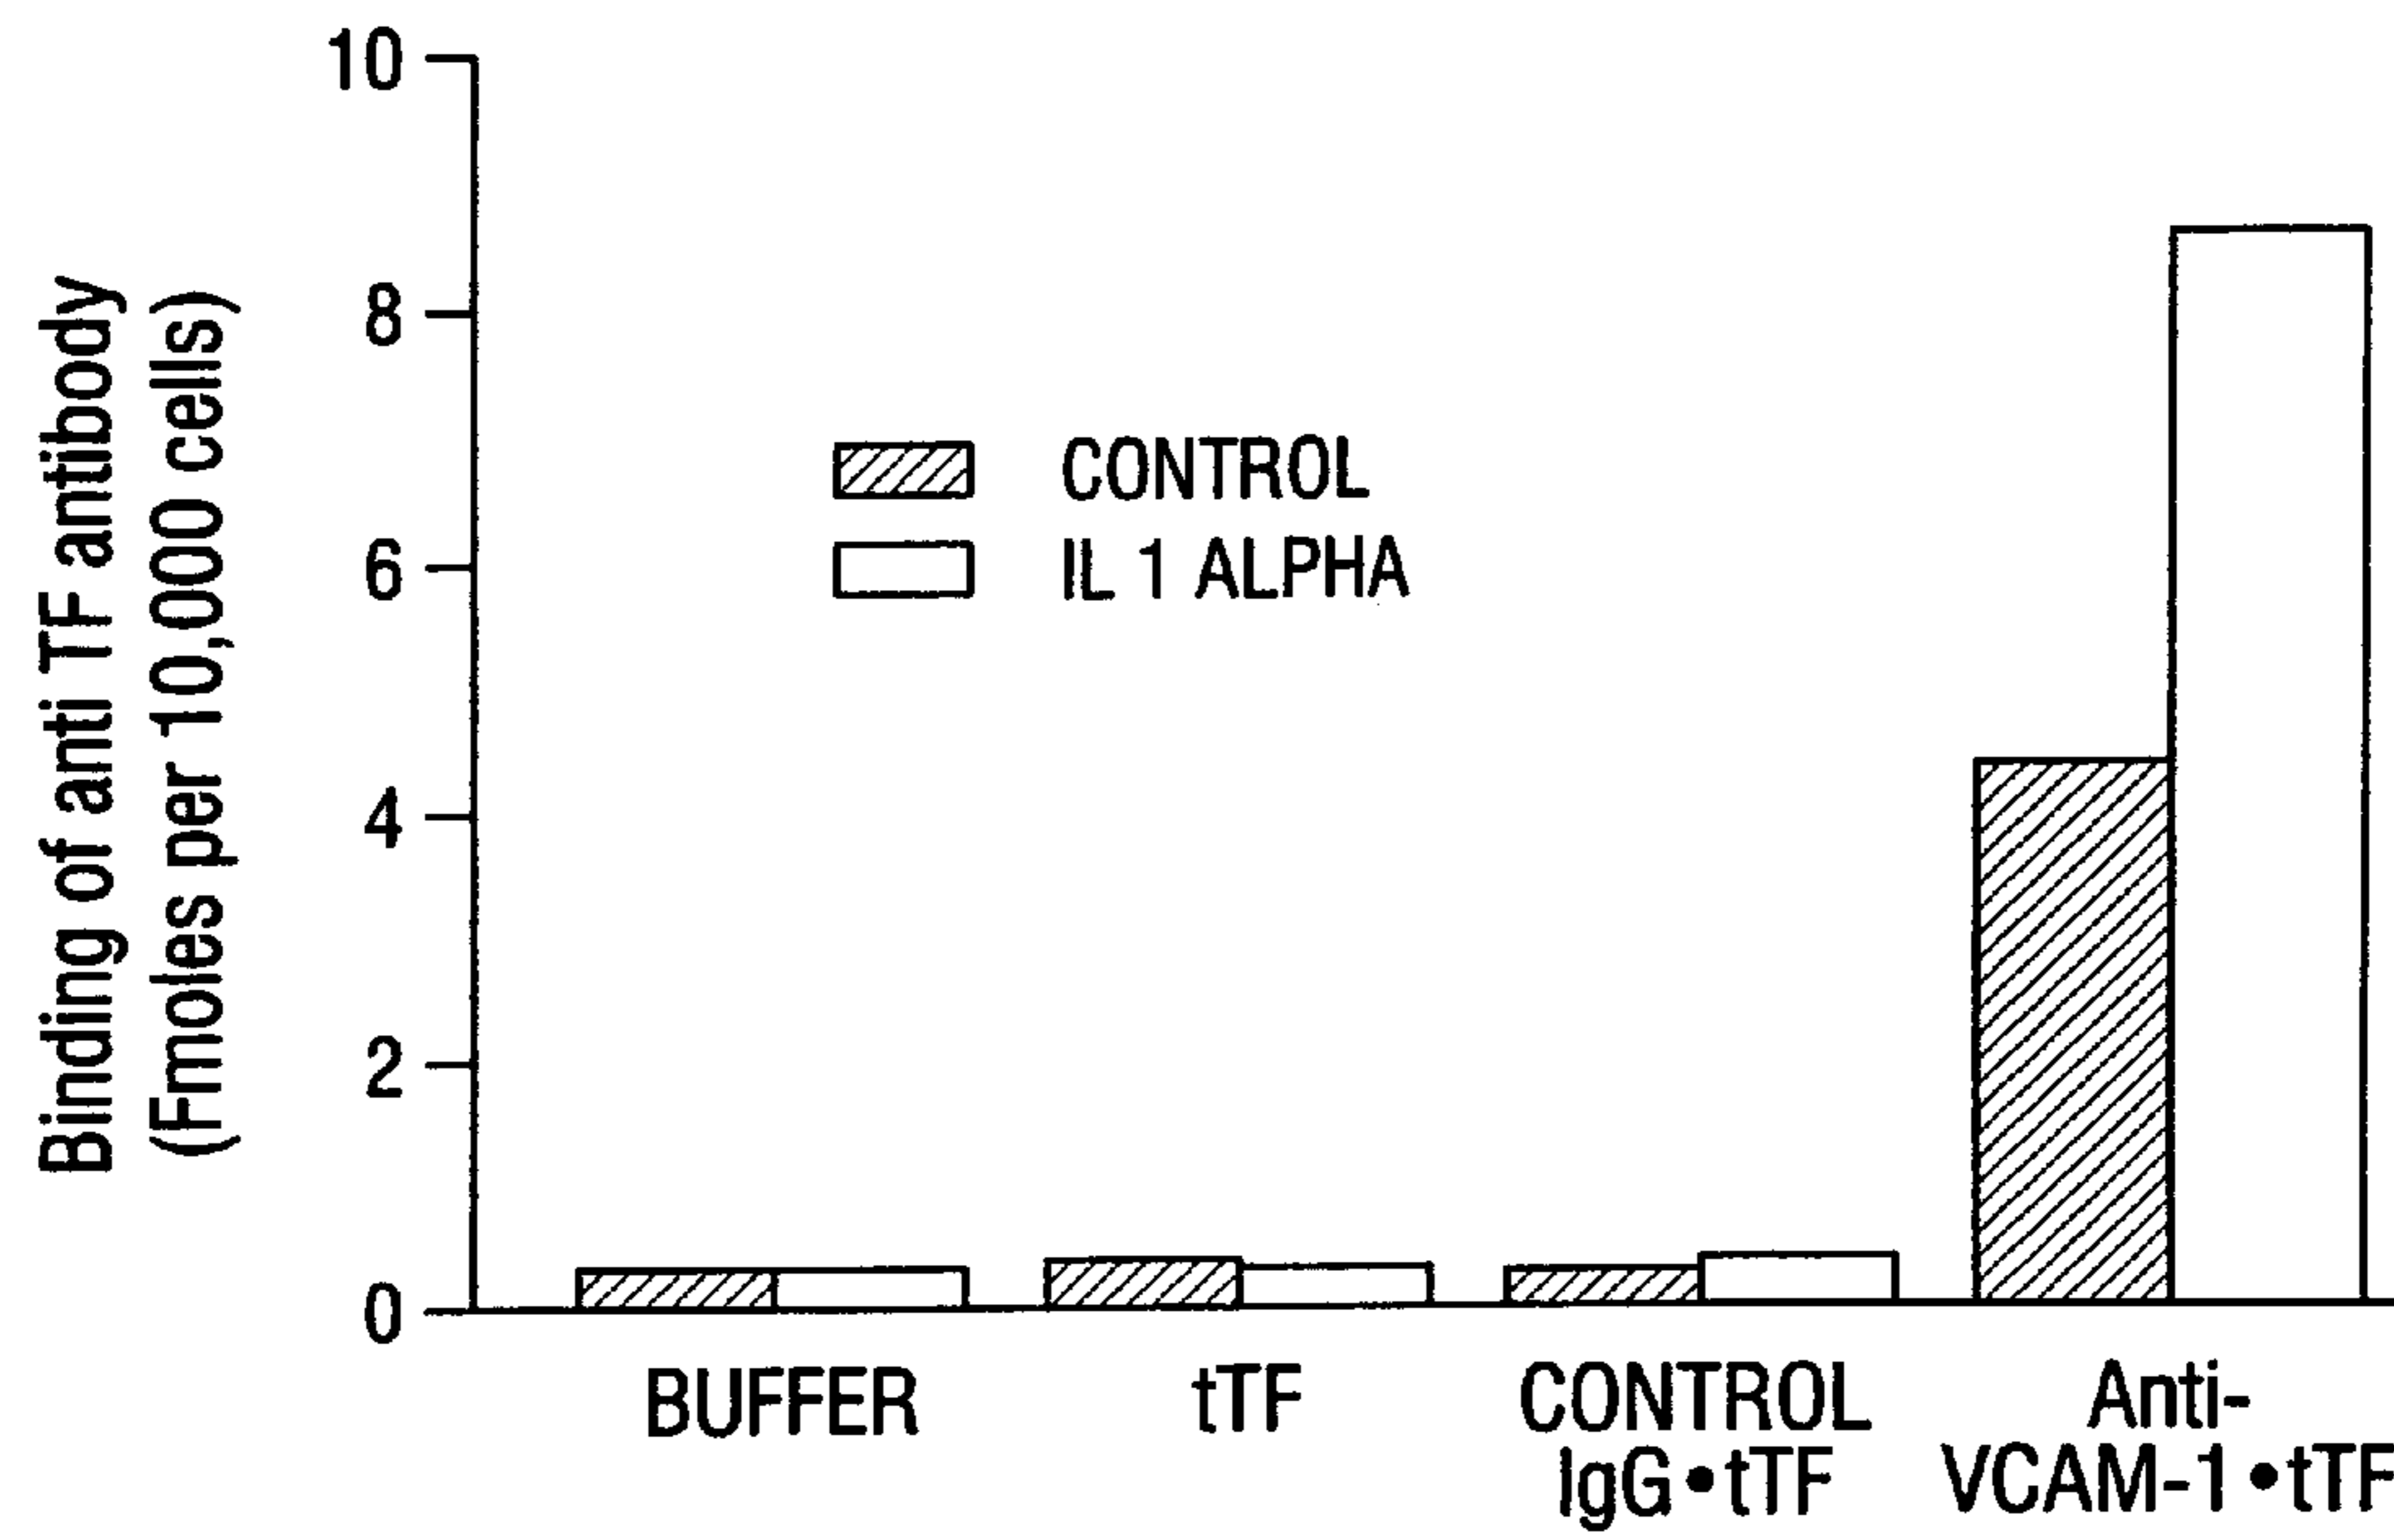 Binding of anti TF antibody
(Fmoles per 10,000 cells)
10
8
6
4
2
0
CONTROL
IL 1 ALPHA
BUFFER
tTF
CONTROL
IgG•tTF
Anti-
VCAM-1•tTF